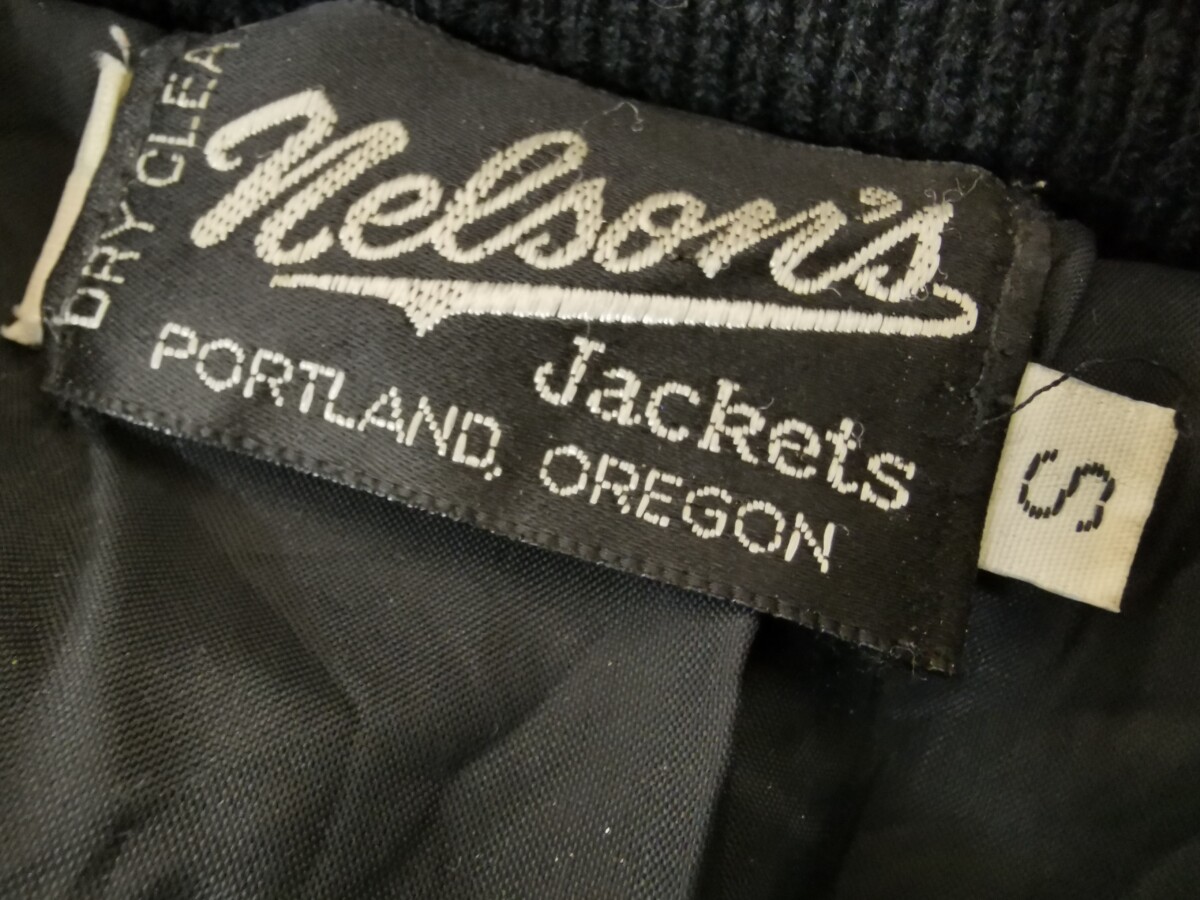 DRY CLEA
Nelson's
Jackets
PORTLAND, OREGON
S